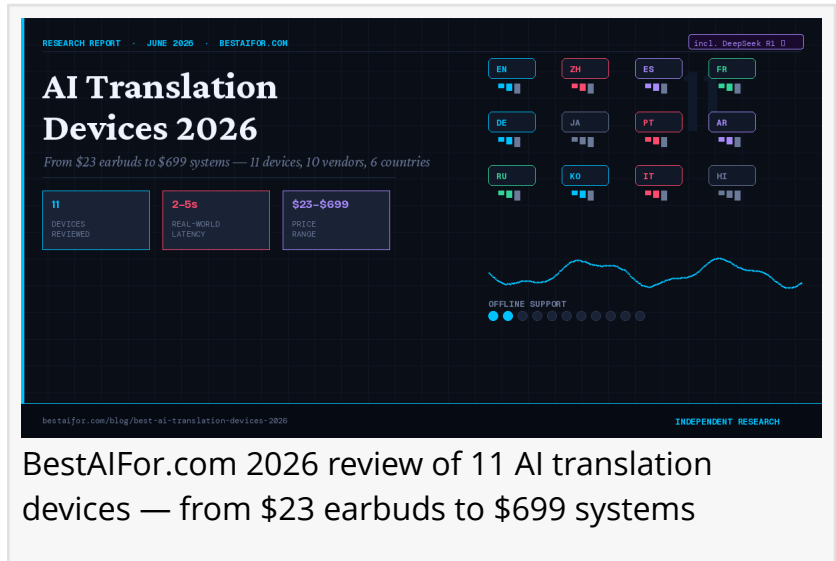 RESEARCH REPORT · JUNE 2026 · BESTAIFOR.COM
incl. DeepSeek R1
AI Translation
Devices 2026
From $23 earbuds to $699 systems — 11 devices, 10 vendors, 6 countries
11
DEVICES
REVIEWED
2–5s
REAL-WORLD
LATENCY
$23–$699
PRICE
RANGE
EN ZH ES FR
DE JA PT AR
RU KO IT HI
11
OFFLINE SUPPORT
bestaifor.com/blog/best-ai-translation-devices-2026
INDEPENDENT RESEARCH
BestAIFor.com 2026 review of 11 AI translation
devices — from $23 earbuds to $699 systems